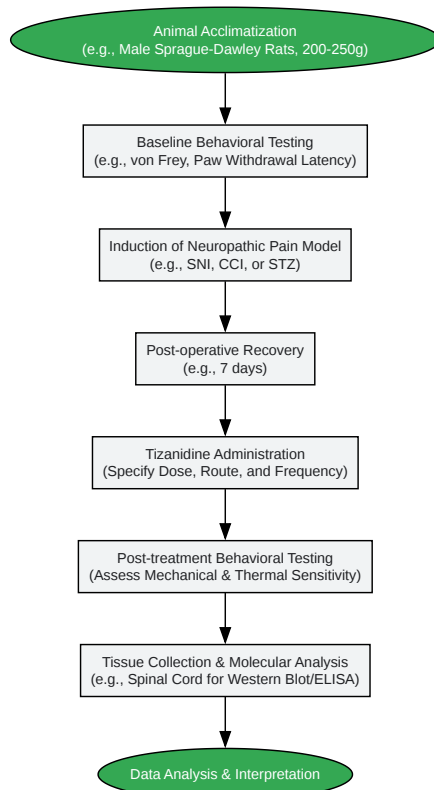 Animal Acclimatization
(e.g., Male Sprague-Dawley Rats, 200-250g)
Baseline Behavioral Testing
(e.g., von Frey, Paw Withdrawal Latency)
Induction of Neuropathic Pain Model
(e.g., SNI, CCI, or STZ)
Post-operative Recovery
(e.g., 7 days)
Tizanidine Administration
(Specify Dose, Route, and Frequency)
Post-treatment Behavioral Testing
(Assess Mechanical & Thermal Sensitivity)
Tissue Collection & Molecular Analysis
(e.g., Spinal Cord for Western Blot/ELISA)
Data Analysis & Interpretation